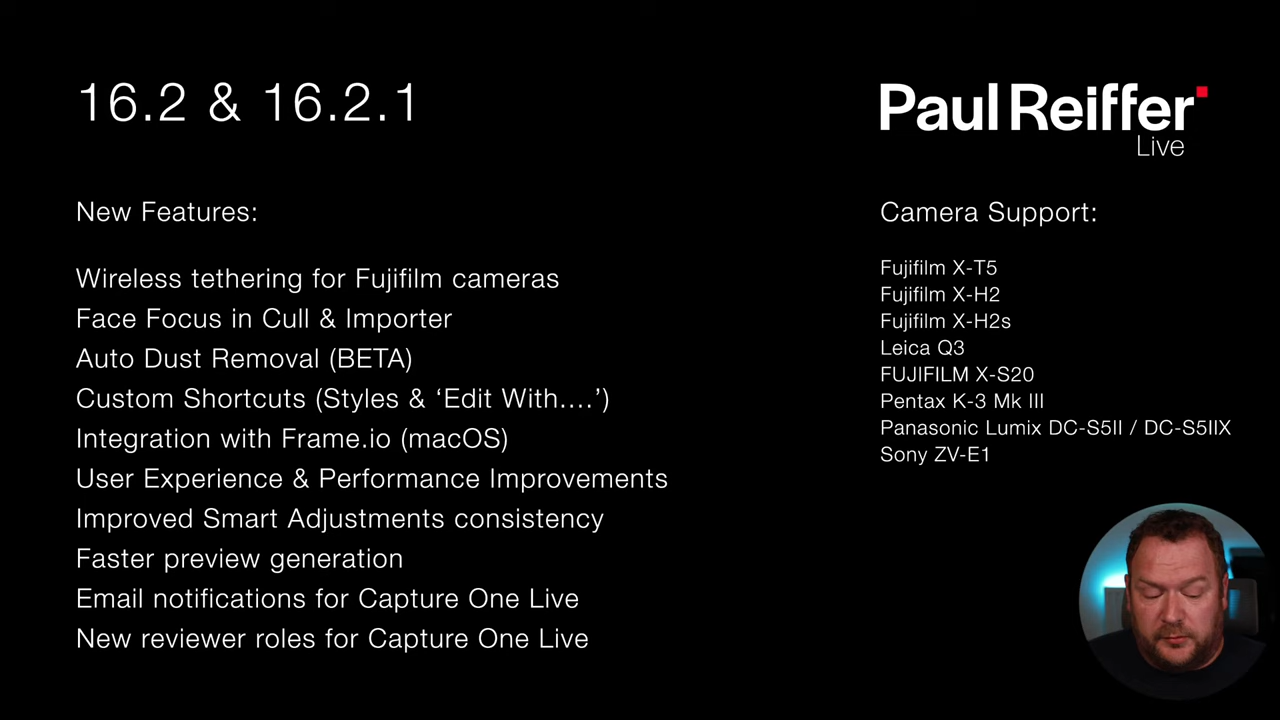 16.2 & 16.2.1
Paul Reiffer
Live
New Features:
Wireless tethering for Fujifilm cameras
Face Focus in Cull & Importer
Auto Dust Removal (BETA)
Custom Shortcuts (Styles & ‘Edit With....’)
Integration with Frame.io (macOS)
User Experience & Performance Improvements
Improved Smart Adjustments consistency
Faster preview generation
Email notifications for Capture One Live
New reviewer roles for Capture One Live
Camera Support:
Fujifilm X-T5
Fujifilm X-H2
Fujifilm X-H2s
Leica Q3
FUJIFILM X-S20
Pentax K-3 Mk III
Panasonic Lumix DC-S5II / DC-S5IIX
Sony ZV-E1